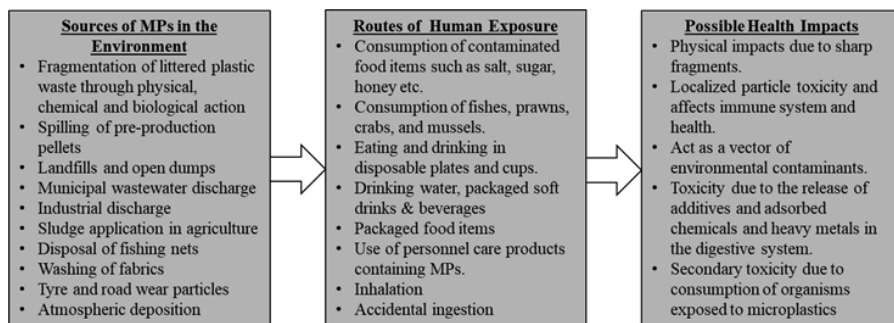 Sources of MPs in the
Environment
• Fragmentation of littered plastic
waste through physical,
chemical and biological action
• Spilling of pre-production
pellets
• Landfills and open dumps
• Municipal wastewater discharge
• Industrial discharge
• Sludge application in agriculture
• Disposal of fishing nets
• Washing of fabrics
• Tyre and road wear particles
• Atmospheric deposition
Routes of Human Exposure
• Consumption of contaminated
food items such as salt, sugar,
honey etc.
• Consumption of fishes, prawns,
crabs, and mussels.
• Eating and drinking in
disposable plates and cups.
• Drinking water, packaged soft
drinks & beverages
• Packaged food items
• Use of personnel care products
containing MPs.
• Inhalation
• Accidental ingestion
Possible Health Impacts
• Physical impacts due to sharp
fragments.
• Localized particle toxicity and
affects immune system and
health.
• Act as a vector of
environmental contaminants.
• Toxicity due to the release of
additives and adsorbed
chemicals and heavy metals in
the digestive system.
• Secondary toxicity due to
consumption of organisms
exposed to microplastics